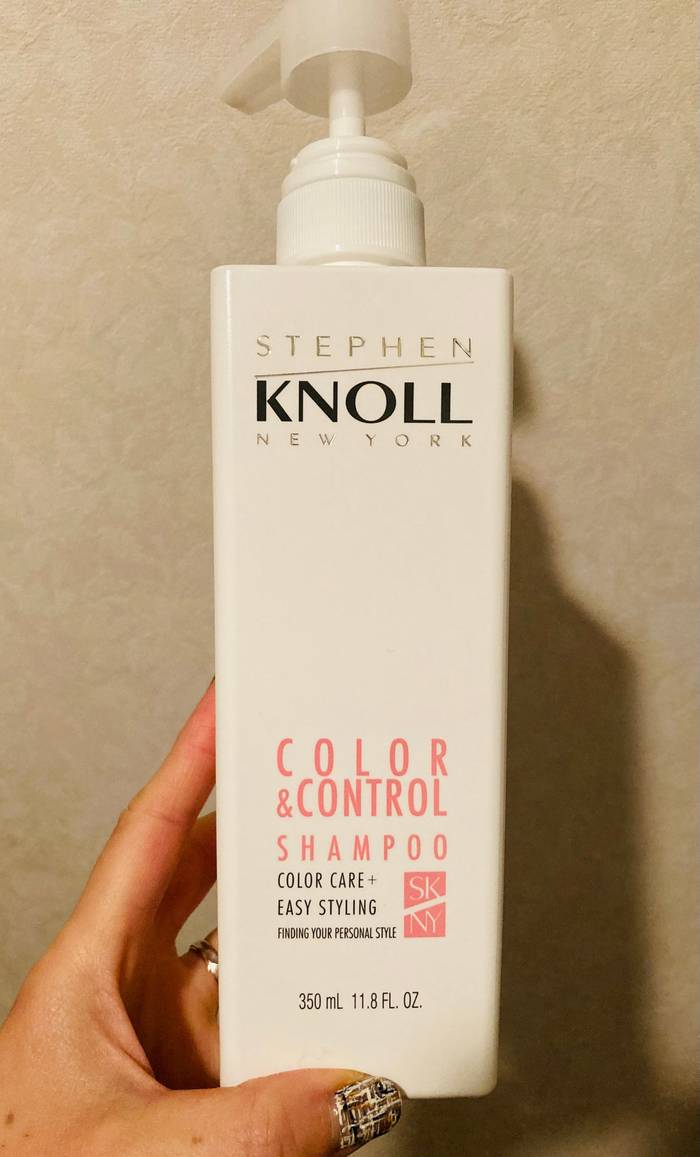 STEPHEN
KNOLL
NEW YORK
COLOR
&CONTROL
SHAMPOO
COLOR CARE+
EASY STYLING
FINDING YOUR PERSONAL STYLE
SK
NY
350 mL 11.8 FL. OZ.